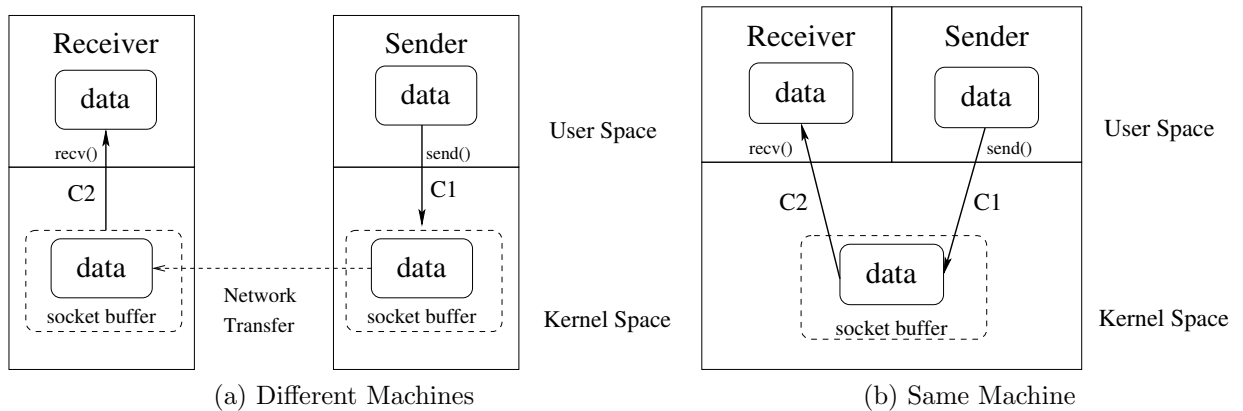 Receiver
data
recv()
C2
data
socket buffer
Network
Transfer
Sender
data
send()
C1
data
socket buffer
User Space
Kernel Space
(a) Different Machines
Receiver
data
recv()
C2
Sender
data
send()
C1
data
socket buffer
User Space
Kernel Space
(b) Same Machine